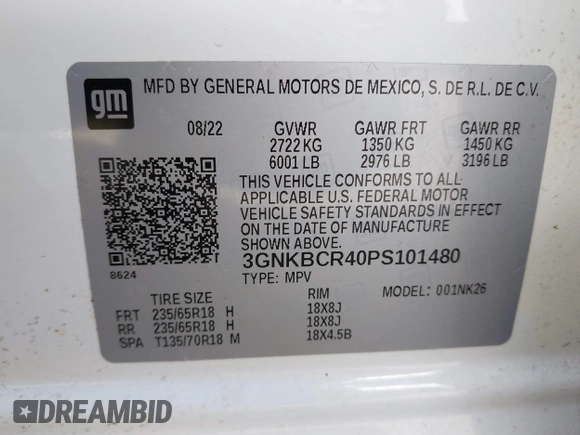 gm
MFD BY GENERAL MOTORS DE MEXICO, S. DE R.L. DE C.V.
08/22 GVWR GAWR FRT GAWR RR
2722 KG 1350 KG 1450 KG
6001 LB 2976 LB 3196 LB
THIS VEHICLE CONFORMS TO ALL
APPLICABLE U.S. FEDERAL MOTOR
VEHICLE SAFETY STANDARDS IN EFFECT
ON THE DATE OF MANUFACTURE
SHOWN ABOVE.
3GNKBCR40PS101480
8624
TYPE: MPV MODEL: 001NK26
TIRE SIZE RIM
FRT 235/65R18 H 18X8J
RR 235/65R18 H 18X8J
SPA T135/70R18 M 18X4.5B
DREAMBID